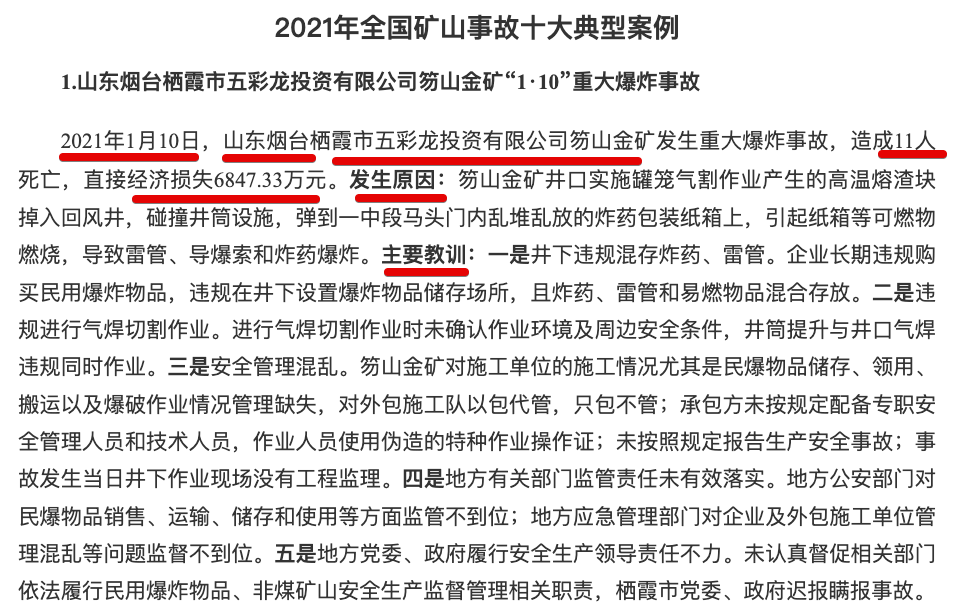 2021年全国矿山事故十大典型案例
1.山东烟台栖霞市五彩龙投资有限公司笏山金矿“1·10”重大爆炸事故
2021年1月10日，山东烟台栖霞市五彩龙投资有限公司笏山金矿发生重大爆炸事故，造成11人
死亡，直接经济损失6847.33万元。发生原因：笏山金矿井口实施罐笼气割作业产生的高温熔渣块
掉入回风井，碰撞井筒设施，弹到一中段马头门内乱堆乱放的炸药包装纸箱上，引起纸箱等可燃物
燃烧，导致雷管、导爆索和炸药爆炸。主要教训：一是井下违规混存炸药、雷管。企业长期违规购
买民用爆炸物品，违规在井下设置爆炸物品储存场所，且炸药、雷管和易燃物品混合存放。二是违
规进行气焊切割作业。进行气焊切割作业时未确认作业环境及周边安全条件，井筒提升与井口气焊
违规同时作业。三是安全管理混乱。笏山金矿对施工单位的施工情况尤其是民爆物品储存、领用、
搬运以及爆破作业情况管理缺失，对外包施工队以包代管，只包不管；承包方未按规定配备专职安
全管理人员和技术人员，作业人员使用伪造的特种作业操作证；未按照规定报告生产安全事故；事
故发生当日井下作业现场没有工程监理。四是地方有关部门监管责任未有效落实。地方公安部门对
民爆物品销售、运输、储存和使用等方面监管不到位；地方应急管理部门对企业及外包施工单位管
理混乱等问题监督不到位。五是地方党委、政府履行安全生产领导责任不力。未认真督促相关部门
依法履行民用爆炸物品、非煤矿山安全生产监督管理相关职责，栖霞市党委、政府迟报瞒报事故。